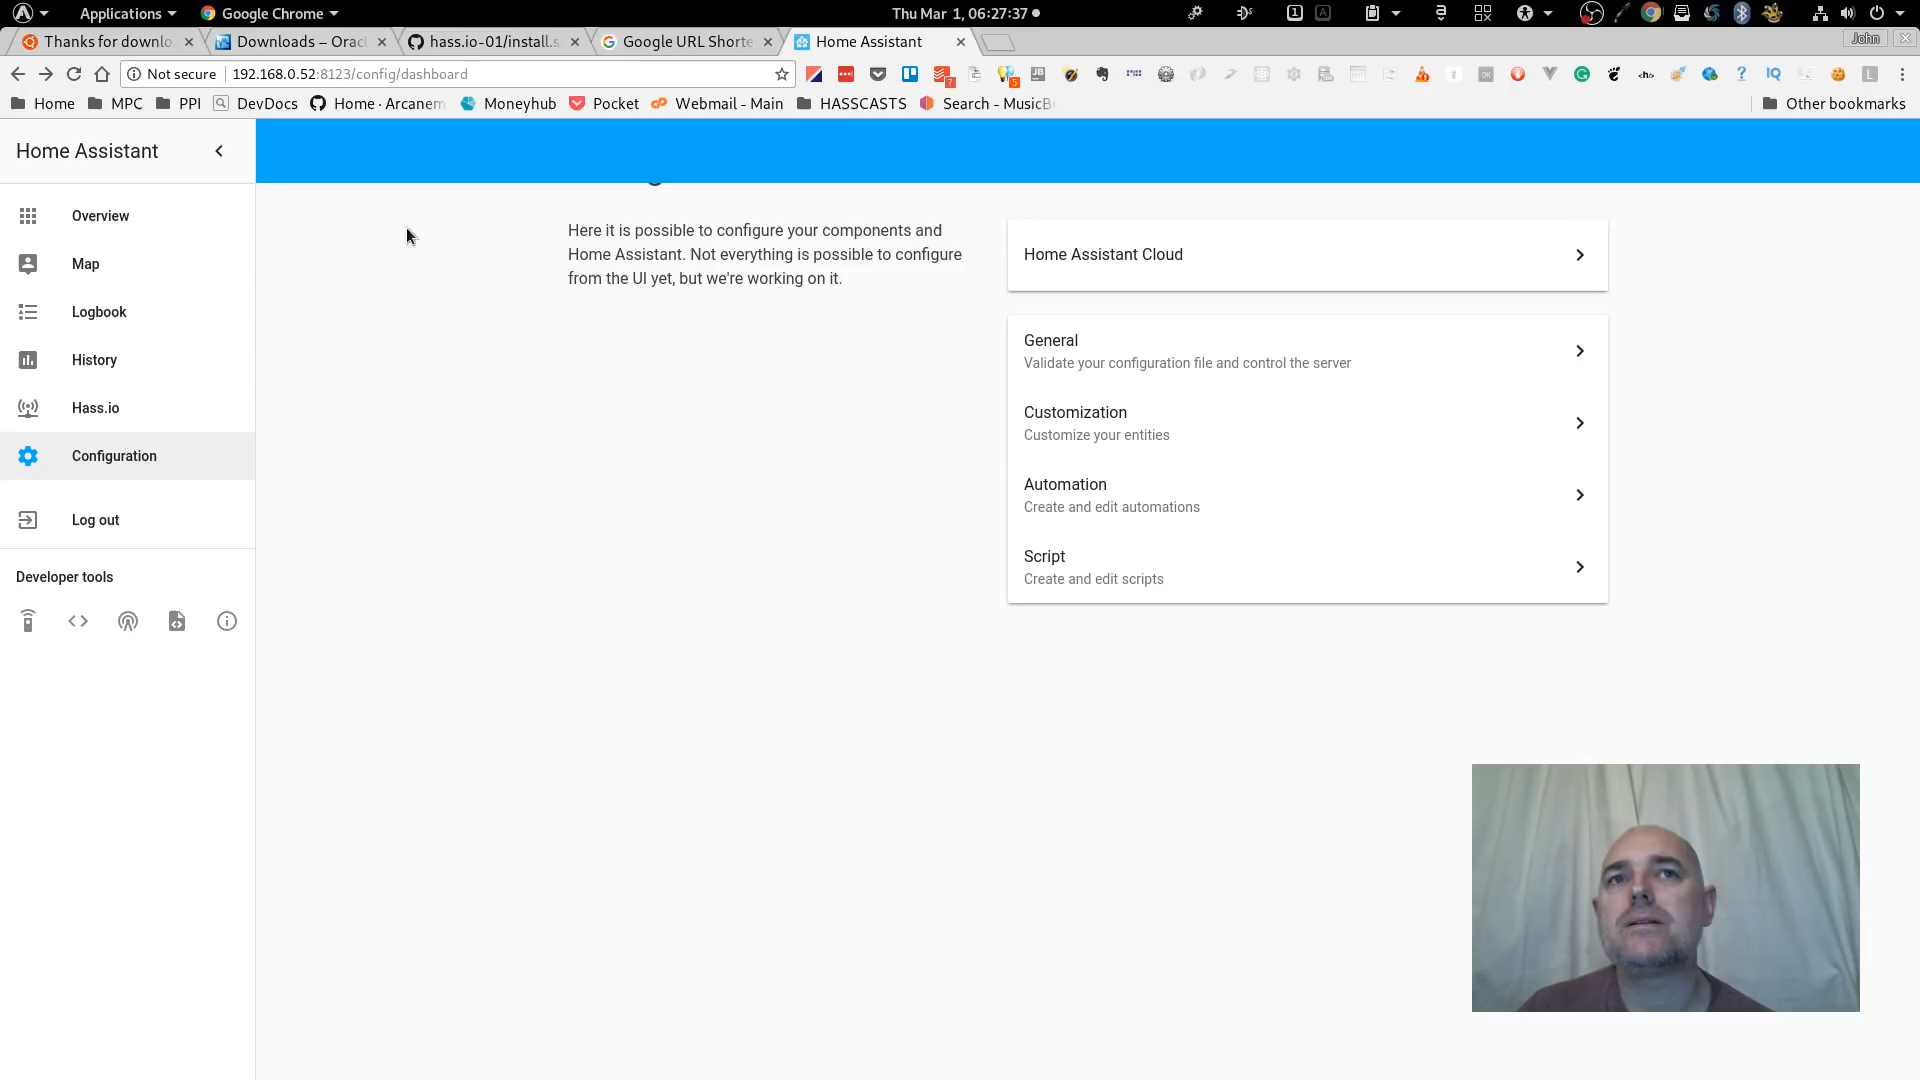 Applications
Google Chrome
Thu Mar 1, 06:27:37
1
A
Thanks for downlo
Downloads – Orac
hass.io-01/install.s
Google URL Shorte
Home Assistant
John
Not secure
192.168.0.52:8123/config/dashboard
7
5
JB
<h>
?
IQ
L
Home
MPC
PPI
DevDocs
Home · Arcanem
Moneyhub
Pocket
Webmail - Main
HASSCASTS
Search - MusicB
Other bookmarks
Home Assistant
Overview
Map
Logbook
History
Hass.io
Configuration
Log out
Developer tools
Here it is possible to configure your components and
Home Assistant. Not everything is possible to configure
from the UI yet, but we're working on it.
Home Assistant Cloud
General
Validate your configuration file and control the server
Customization
Customize your entities
Automation
Create and edit automations
Script
Create and edit scripts